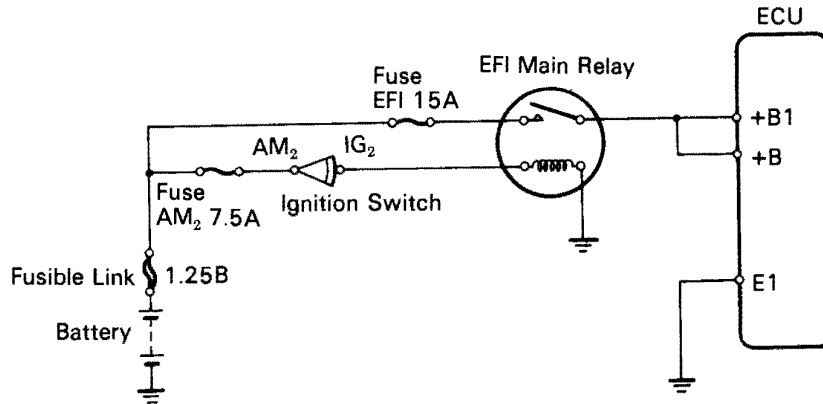 ECU
Fuse
EFI 15A
EFI Main Relay
+B1
AM₂
IG₂
+B
Fuse
AM₂ 7.5A
Ignition Switch
Fusible Link
1.25B
E1
Battery